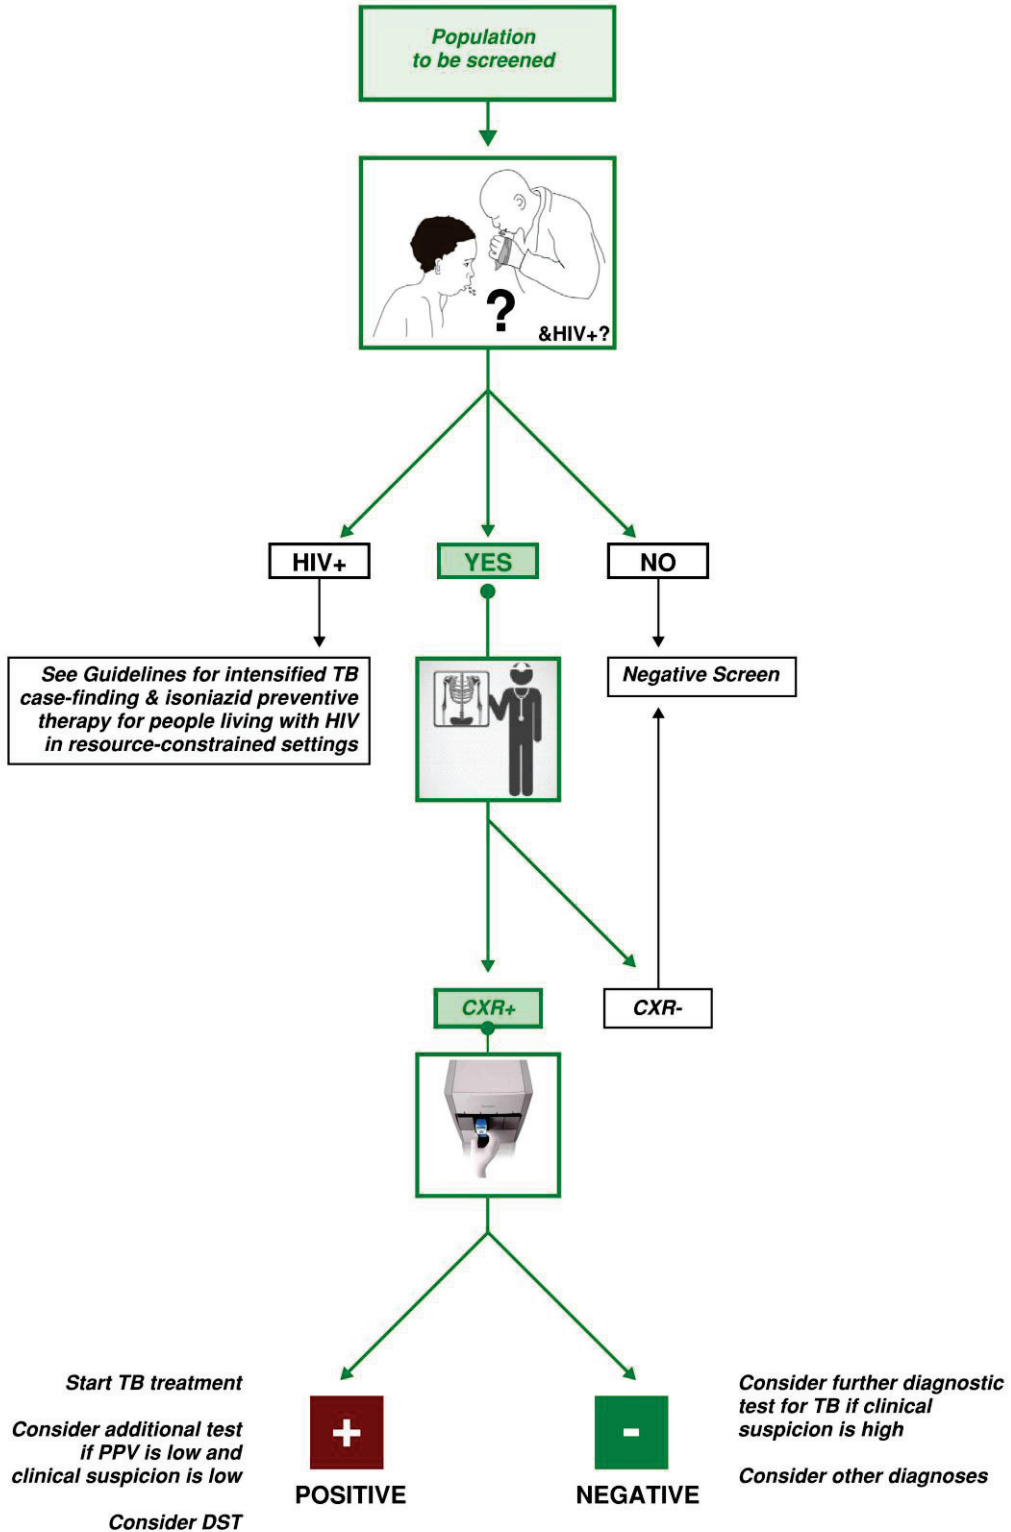 Population
to be screened
?
&HIV+?
HIV+
YES
NO
See Guidelines for intensified TB
case-finding & isoniazid preventive
therapy for people living with HIV
in resource-constrained settings
Negative Screen
CXR+
CXR-
Start TB treatment
Consider additional test
if PPV is low and
clinical suspicion is low
Consider DST
+
POSITIVE
-
NEGATIVE
Consider further diagnostic
test for TB if clinical
suspicion is high
Consider other diagnoses